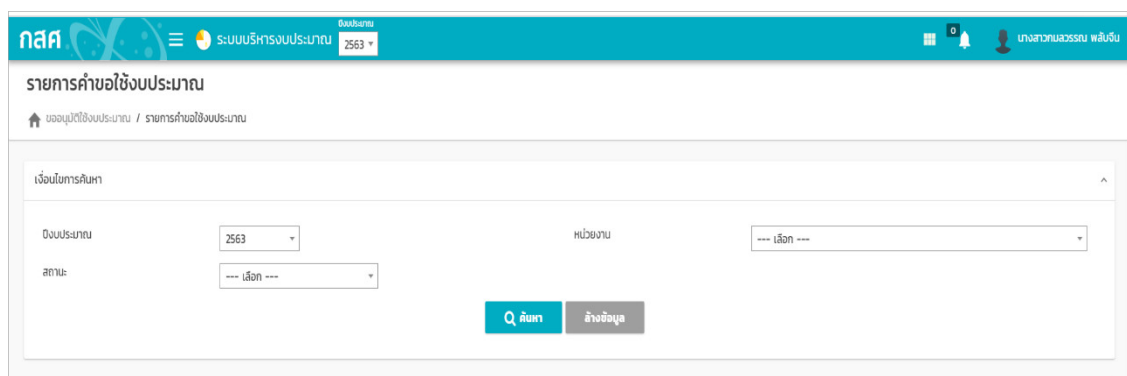 กสศ ระบบบริหารงบประมาณ ปีงบประมาณ 2563 0 นางสาวกมลวรรณ พลับจีน
รายการคำขอใช้งบประมาณ
ขออนุมัติใช้งบประมาณ / รายการคำขอใช้งบประมาณ
เงื่อนไขการค้นหา
ปีงบประมาณ 2563 หน่วยงาน --- เลือก ---
สถานะ --- เลือก ---
ค้นหา ล้างข้อมูล